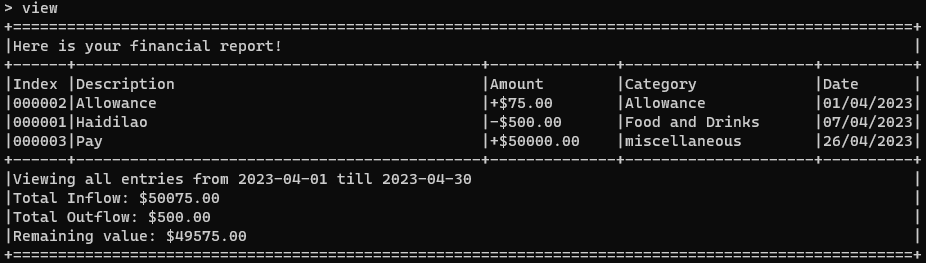 > view
+====================================================================================================+
|Here is your financial report!                                                                      |
+------+---------------------------------------------+--------------+---------------------+----------+
|Index |Description                                  |Amount        |Category             |Date      |
|000002|Allowance                                    |+$75.00       |Allowance            |01/04/2023|
|000001|Haidilao                                     |-$500.00      |Food and Drinks      |07/04/2023|
|000003|Pay                                          |+$50000.00    |miscellaneous        |26/04/2023|
+------+---------------------------------------------+--------------+---------------------+----------+
|Viewing all entries from 2023-04-01 till 2023-04-30                                                 |
|Total Inflow: $50075.00                                                                             |
|Total Outflow: $500.00                                                                              |
|Remaining value: $49575.00                                                                          |
+====================================================================================================+